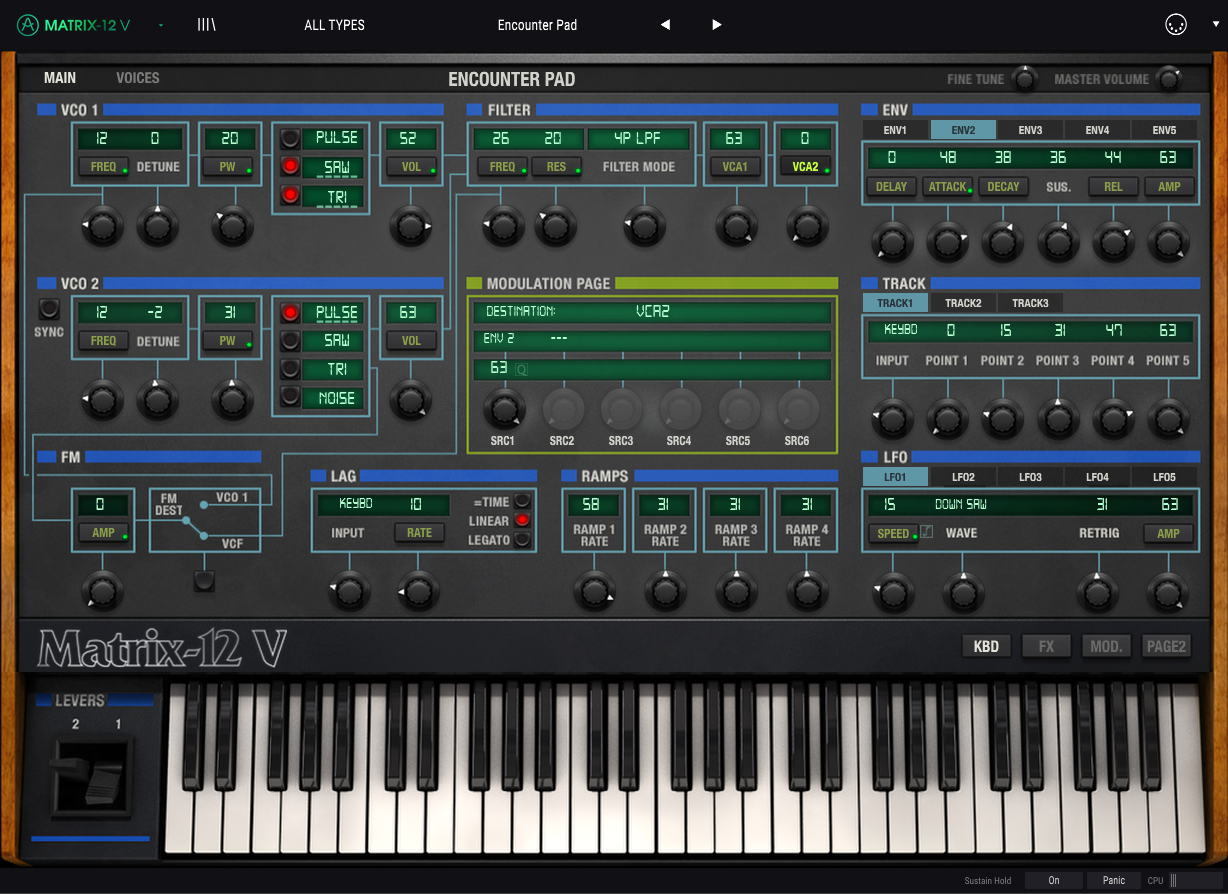 MATRIX-12 V
ALL TYPES
Encounter Pad
MAIN VOICES ENCOUNTER PAD FINE TUNE MASTER VOLUME
VCO 1
12 0 20 PULSE 52
FREQ DETUNE PW SAW VOL
TRI
FILTER
26 20 4P LPF 63 0
FREQ RES FILTER MODE VCA1 VCA2
ENV
ENV1 ENV2 ENV3 ENV4 ENV5
0 48 38 36 44 63
DELAY ATTACK DECAY SUS. REL AMP
VCO 2
SYNC
12 -2 31 PULSE 63
FREQ DETUNE PW SAW VOL
TRI
NOISE
MODULATION PAGE
DESTINATION: VCA2
ENV 2 ---
63 Q
SRC1 SRC2 SRC3 SRC4 SRC5 SRC6
TRACK
TRACK1 TRACK2 TRACK3
KEYBD 0 15 31 47 63
INPUT POINT 1 POINT 2 POINT 3 POINT 4 POINT 5
FM
0
AMP
FM DEST VCO 1
VCF
LAG
KEYBD 10 =TIME
INPUT RATE LINEAR
LEGATO
RAMPS
58 31 31 31
RAMP 1 RAMP 2 RAMP 3 RAMP 4
RATE RATE RATE RATE
LFO
LFO1 LFO2 LFO3 LFO4 LFO5
15 DOWN SAW 31 63
SPEED WAVE RETRIG AMP
Matrix-12 V
KBD FX MOD. PAGE2
LEVERS
2 1
Sustain Hold On Panic CPU